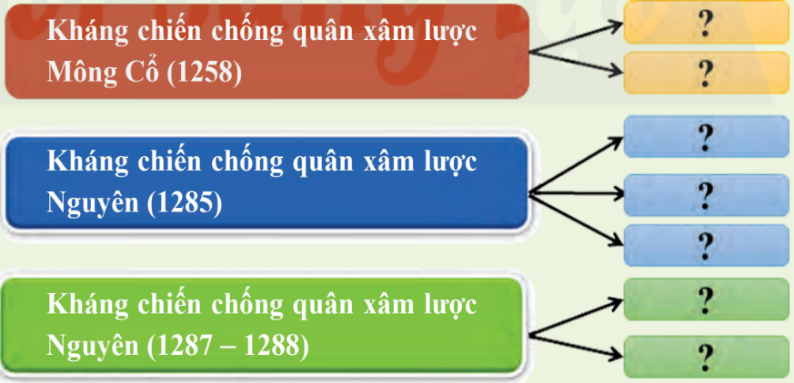 Kháng chiến chống quân xâm lược
Mông Cổ (1258)
?
?
Kháng chiến chống quân xâm lược
Nguyên (1285)
?
?
?
Kháng chiến chống quân xâm lược
Nguyên (1287 – 1288)
?
?